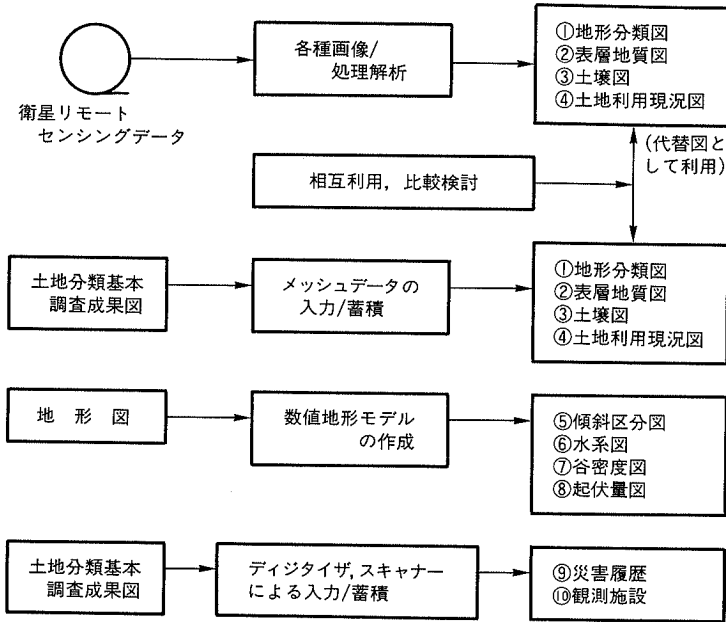 各種画像/
処理解析
①地形分類図
②表層地質図
③土壌図
④土地利用現況図
衛星リモート
センシングデータ
(代替図と
して利用)
相互利用，比較検討
土地分類基本
調査成果図
メッシュデータの
入力/蓄積
①地形分類図
②表層地質図
③土壌図
④土地利用現況図
地形図
数値地形モデル
の作成
⑤傾斜区分図
⑥水系図
⑦谷密度図
⑧起伏量図
土地分類基本
調査成果図
ディジタイザ，スキャナー
による入力/蓄積
⑨災害履歴
⑩観測施設